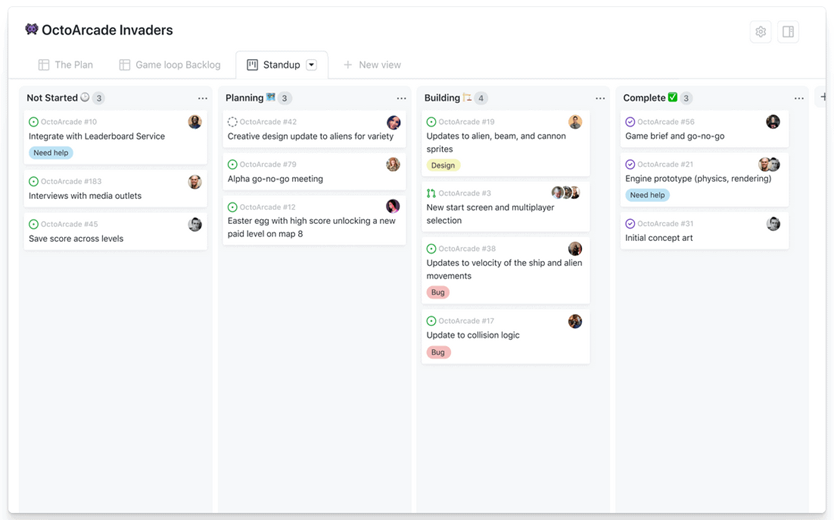 👾 OctoArcade Invaders
The Plan
Game loop Backlog
Standup
+ New view
Not Started 🕒 3
OctoArcade #10
Integrate with Leaderboard Service
Need help
OctoArcade #183
Interviews with media outlets
OctoArcade #45
Save score across levels
Planning 🗺️ 3
OctoArcade #42
Creative design update to aliens for variety
OctoArcade #79
Alpha go-no-go meeting
OctoArcade #12
Easter egg with high score unlocking a new
paid level on map 8
Building 🏗️ 4
OctoArcade #19
Updates to alien, beam, and cannon
sprites
Design
OctoArcade #3
New start screen and multiplayer
selection
OctoArcade #38
Updates to velocity of the ship and alien
movements
Bug
OctoArcade #17
Update to collision logic
Bug
Complete ✅ 3
OctoArcade #56
Game brief and go-no-go
OctoArcade #21
Engine prototype (physics, rendering)
Need help
OctoArcade #31
Initial concept art